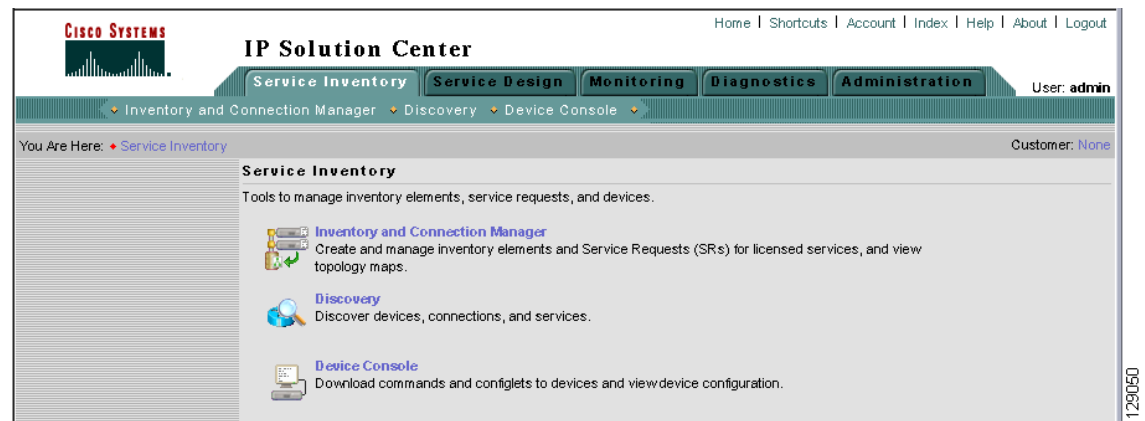 Home | Shortcuts | Account | Index | Help | About | Logout
CISCO SYSTEMS
IP Solution Center
Service Inventory Service Design Monitoring Diagnostics Administration
User: admin
Inventory and Connection Manager Discovery Device Console
You Are Here: Service Inventory
Customer: None
Service Inventory
Tools to manage inventory elements, service requests, and devices.
Inventory and Connection Manager
Create and manage inventory elements and Service Requests (SRs) for licensed services, and view
topology maps.
Discovery
Discover devices, connections, and services.
Device Console
Download commands and configlets to devices and view device configuration.
129050